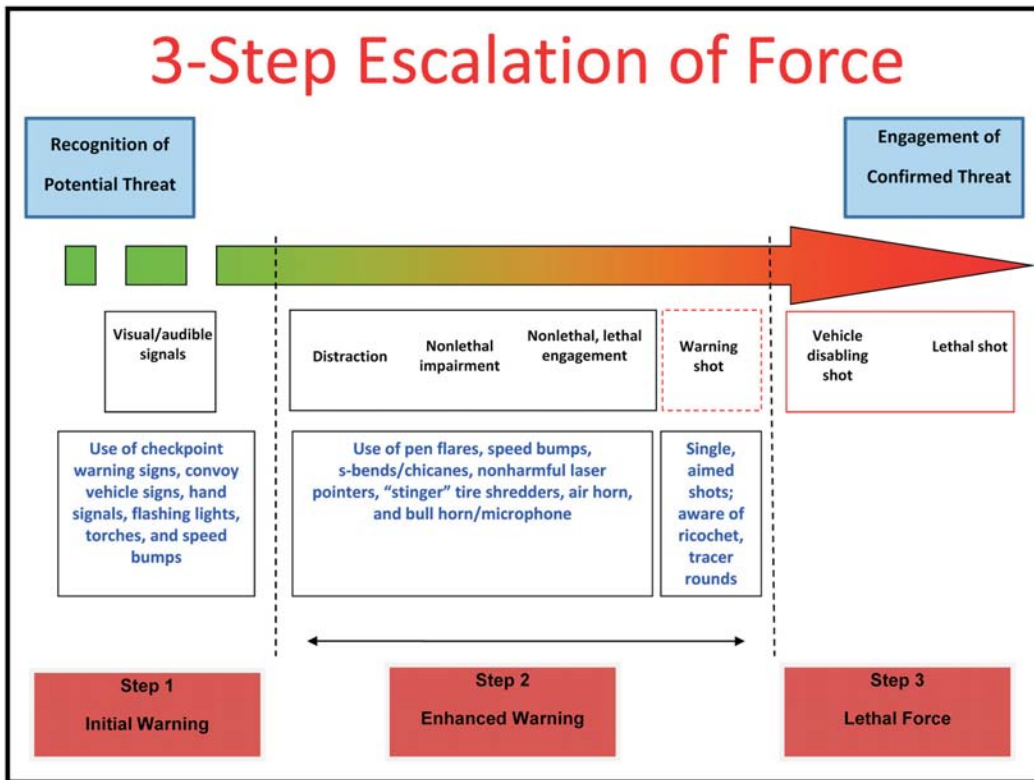 3-Step Escalation of Force
Recognition of
Potential Threat
Engagement of
Confirmed Threat
Visual/audible
signals
Distraction
Nonlethal
impairment
Nonlethal, lethal
engagement
Warning
shot
Vehicle
disabling
shot
Lethal shot
Use of checkpoint
warning signs, convoy
vehicle signs, hand
signals, flashing lights,
torches, and speed
bumps
Use of pen flares, speed bumps,
s-bends/chicanes, nonharmful laser
pointers, “stinger” tire shredders, air horn,
and bull horn/microphone
Single,
aimed
shots;
aware of
ricochet,
tracer
rounds
Step 1
Initial Warning
Step 2
Enhanced Warning
Step 3
Lethal Force